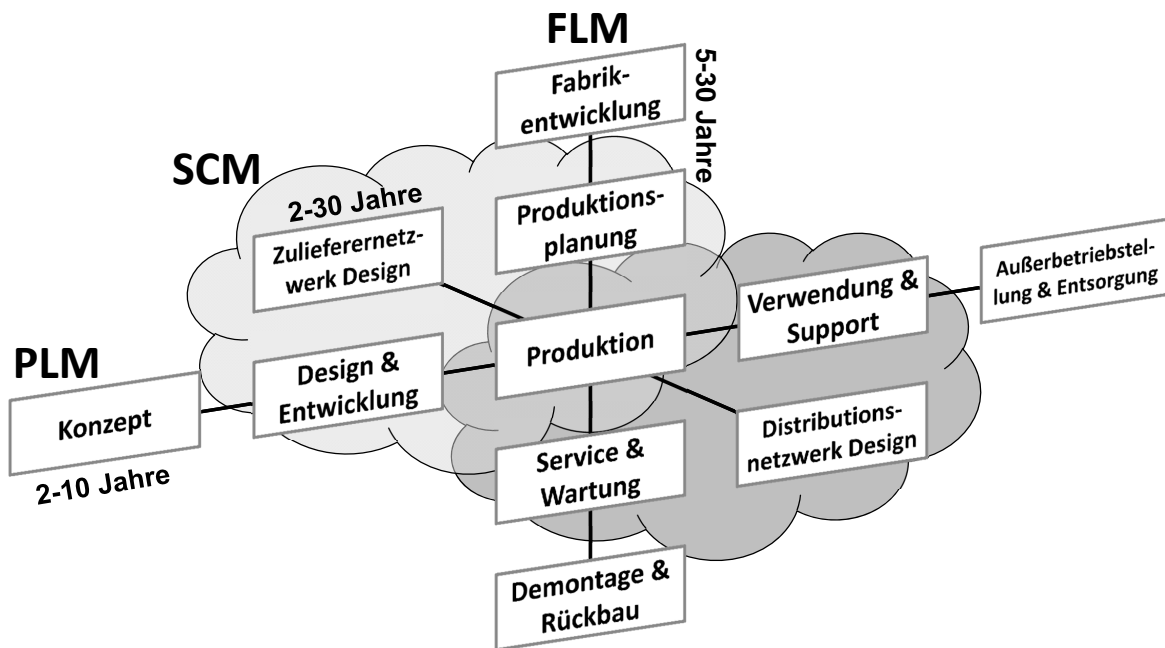 FLM
Fabrik-
entwicklung
5-30 Jahre
SCM
2-30 Jahre
Zulieferernetz-
werk Design
Produktions-
planung
Außerbetriebstel-
lung & Entsorgung
Verwendung &
Support
Produktion
PLM
Design &
Entwicklung
Konzept
2-10 Jahre
Distributions-
netzwerk Design
Service &
Wartung
Demontage &
Rückbau